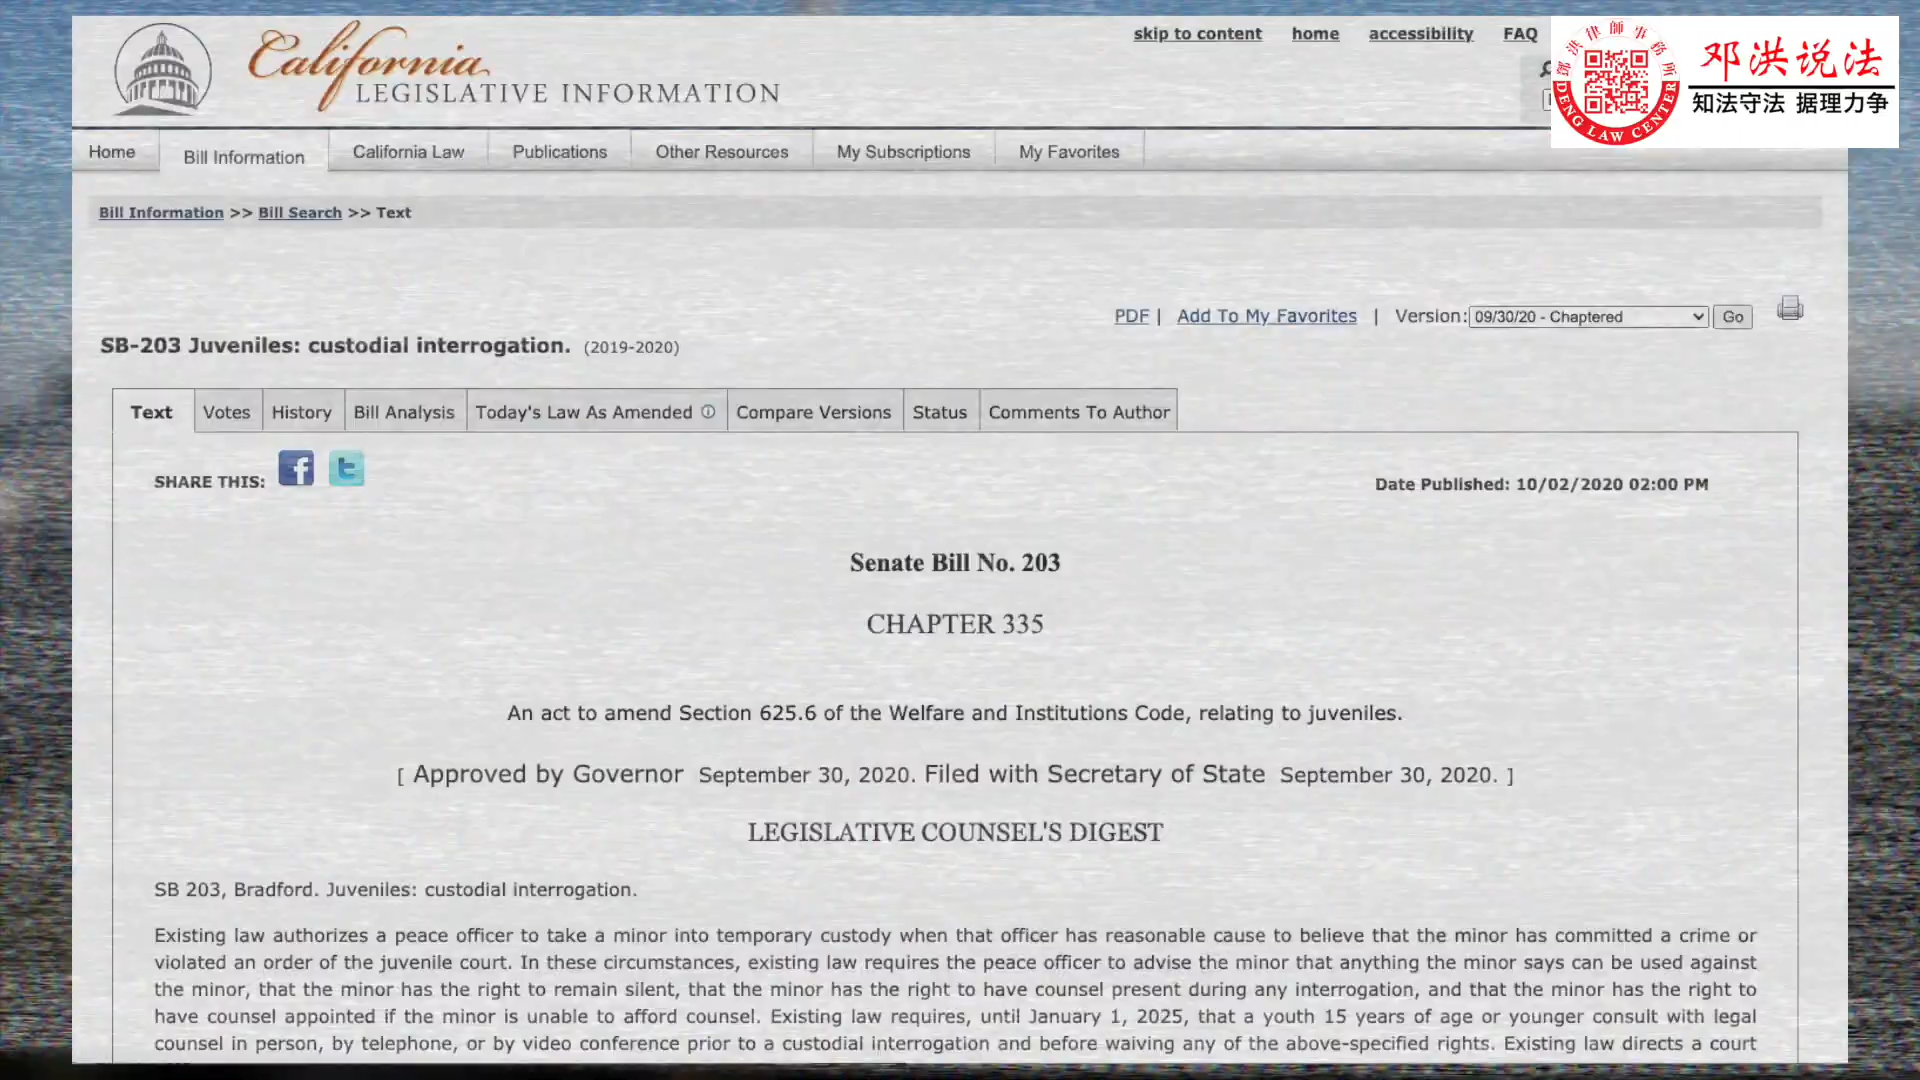 California
LEGISLATIVE INFORMATION
skip to content home accessibility FAQ
鄧洪律師事務所
DENG LAW CENTER
邓洪说法
知法守法 据理力争
Home Bill Information California Law Publications Other Resources My Subscriptions My Favorites
Bill Information >> Bill Search >> Text
PDF | Add To My Favorites | Version: 09/30/20 - Chaptered Go
SB-203 Juveniles: custodial interrogation. (2019-2020)
Text Votes History Bill Analysis Today's Law As Amended Compare Versions Status Comments To Author
SHARE THIS:
Date Published: 10/02/2020 02:00 PM
Senate Bill No. 203
CHAPTER 335
An act to amend Section 625.6 of the Welfare and Institutions Code, relating to juveniles.
[ Approved by Governor September 30, 2020. Filed with Secretary of State September 30, 2020. ]
LEGISLATIVE COUNSEL'S DIGEST
SB 203, Bradford. Juveniles: custodial interrogation.
Existing law authorizes a peace officer to take a minor into temporary custody when that officer has reasonable cause to believe that the minor has committed a crime or
violated an order of the juvenile court. In these circumstances, existing law requires the peace officer to advise the minor that anything the minor says can be used against
the minor, that the minor has the right to remain silent, that the minor has the right to have counsel present during any interrogation, and that the minor has the right to
have counsel appointed if the minor is unable to afford counsel. Existing law requires, until January 1, 2025, that a youth 15 years of age or younger consult with legal
counsel in person, by telephone, or by video conference prior to a custodial interrogation and before waiving any of the above-specified rights. Existing law directs a court